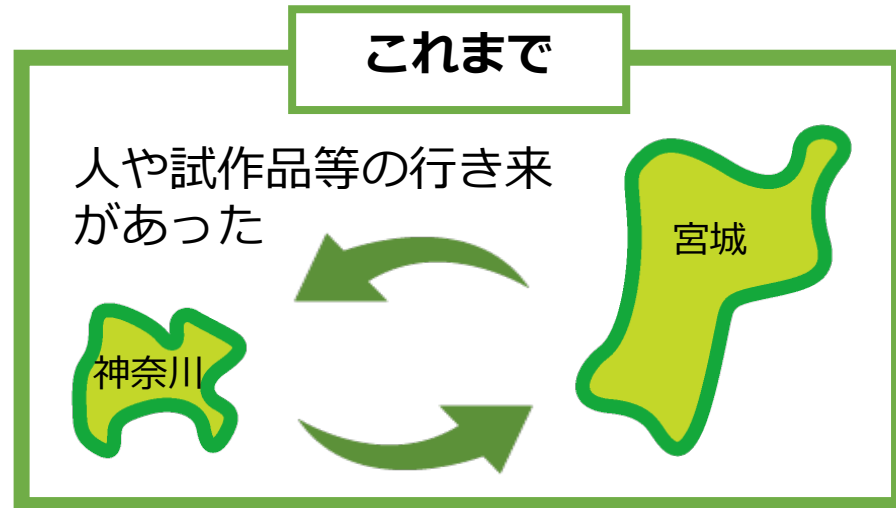 これまで
人や試作品等の行き来
があった
宮城
神奈川